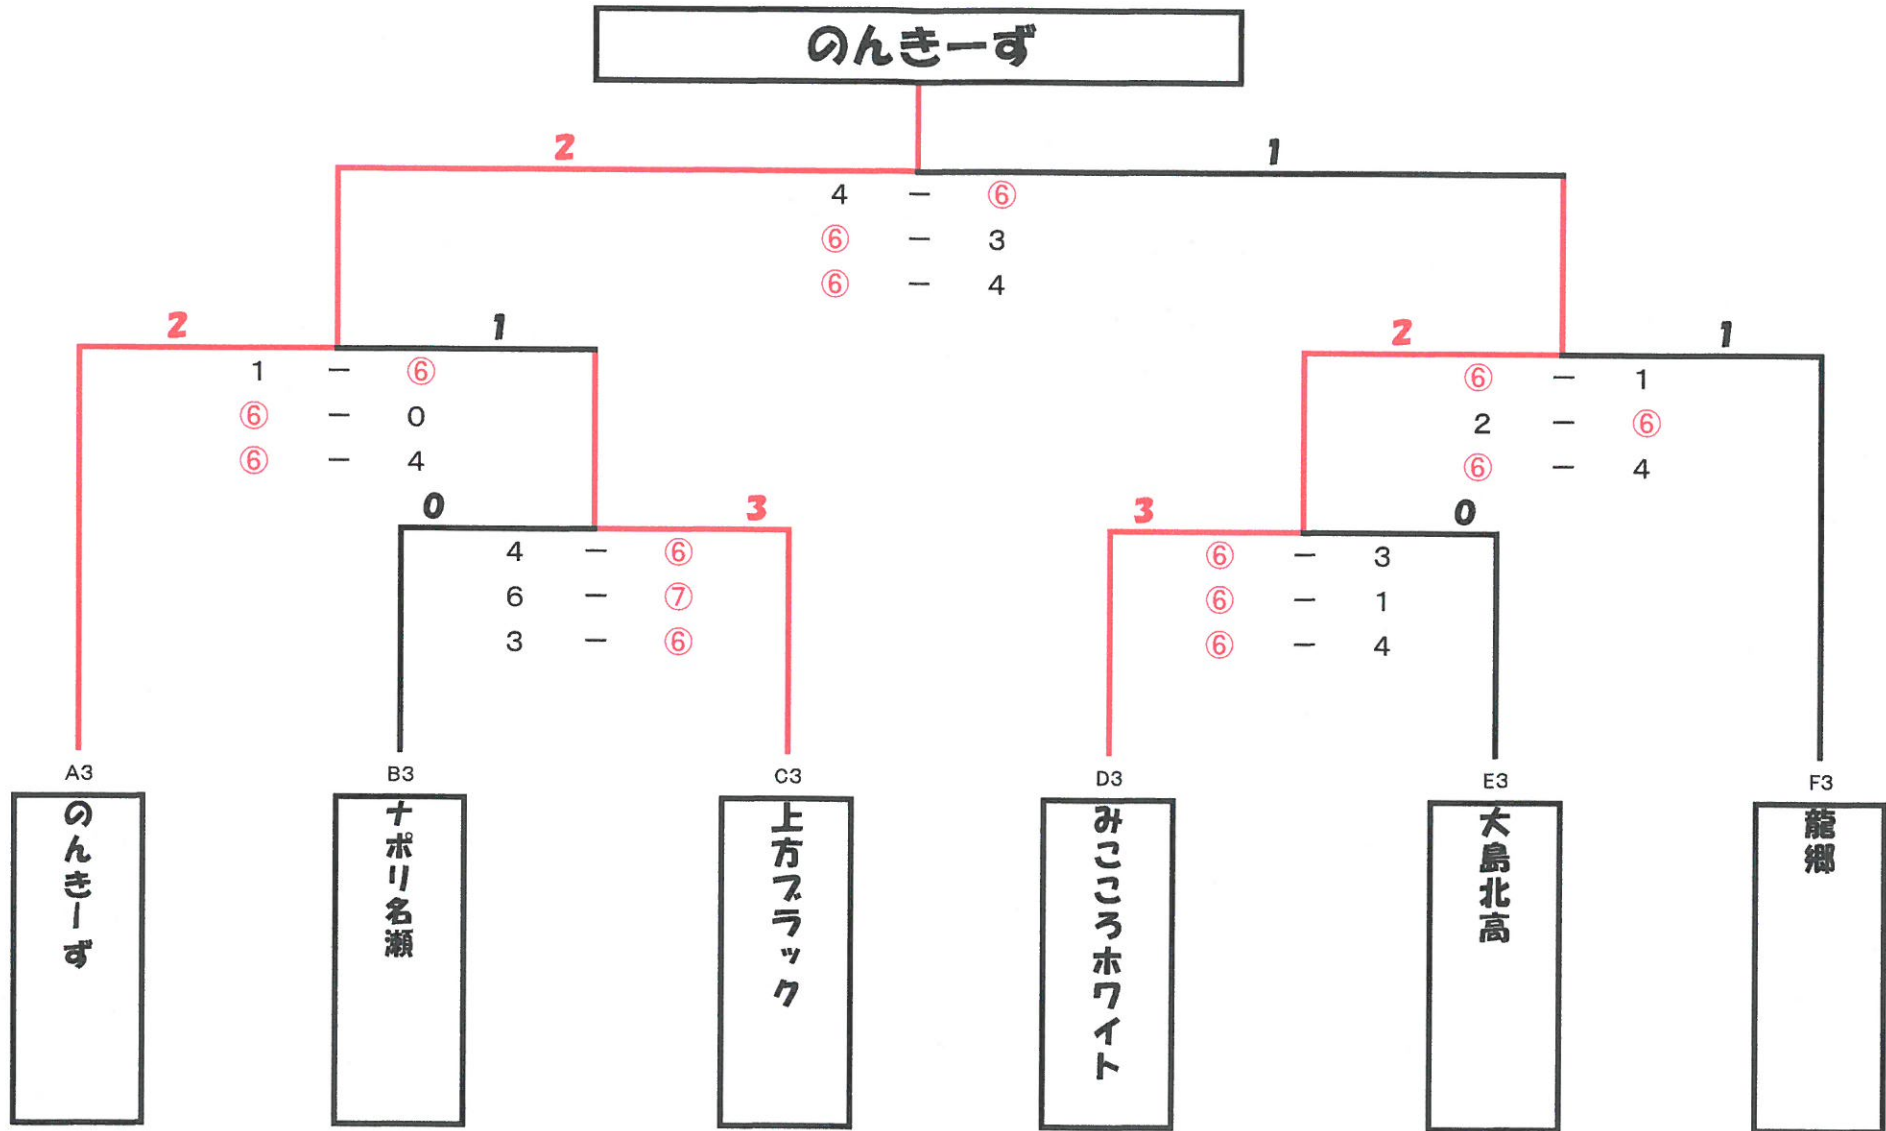 のんきーず
2 1
4 － ⑥
⑥ － 3
⑥ － 4
2 1
1 － ⑥
⑥ － 0
⑥ － 4
2 1
⑥ － 1
2 － ⑥
⑥ － 4
0 3
4 － ⑥
6 － ⑦
3 － ⑥
3 0
⑥ － 3
⑥ － 1
⑥ － 4
A3
のんきーず
B3
ナポリ名瀬
C3
上方ブラック
D3
みこころホワイト
E3
大島北高
F3
龍郷